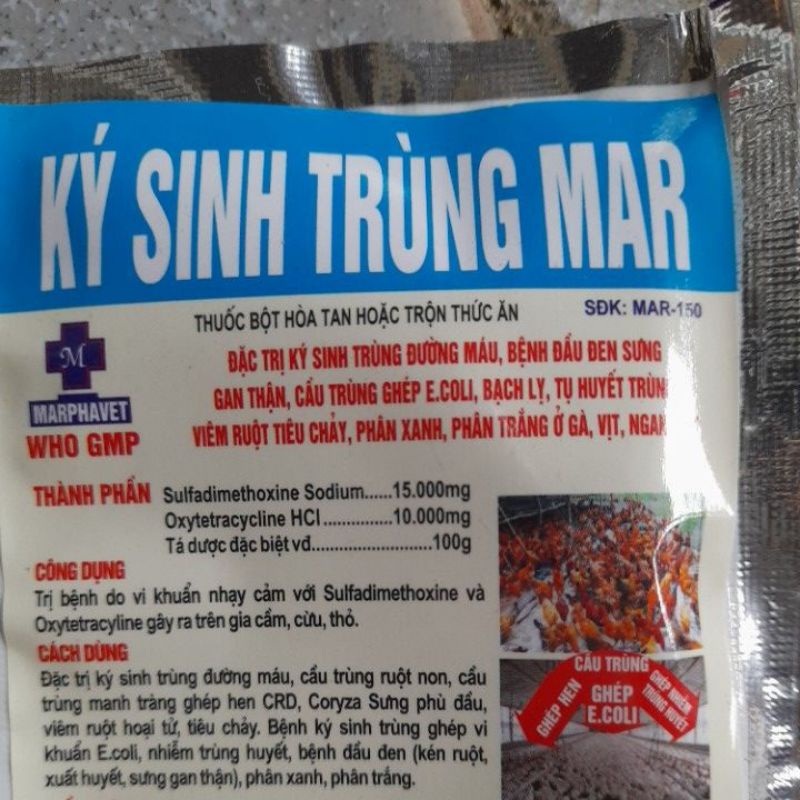 KÝ SINH TRÙNG MAR
THUỐC BỘT HÒA TAN HOẶC TRỘN THỨC ĂN
SĐK: MAR-150
M
MARPHAVET
WHO GMP
ĐẶC TRỊ KÝ SINH TRÙNG ĐƯỜNG MÁU, BỆNH ĐẦU ĐEN SƯNG
GAN THẬN, CẦU TRÙNG GHÉP E.COLI, BẠCH LỴ, TỤ HUYẾT TRÙN
VIÊM RUỘT TIÊU CHẢY, PHÂN XANH, PHÂN TRẮNG Ở GÀ, VỊT, NGAN
THÀNH PHẦN Sulfadimethoxine Sodium......15.000mg
Oxytetracycline HCl...............10.000mg
Tá dược đặc biệt vđ..........................100g
CÔNG DỤNG
Trị bệnh do vi khuẩn nhạy cảm với Sulfadimethoxine và
Oxytetracyline gây ra trên gia cầm, cừu, thỏ.
CÁCH DÙNG
Đặc trị ký sinh trùng đường máu, cầu trùng ruột non, cầu
trùng manh tràng ghép hen CRD, Coryza Sưng phù đầu,
viêm ruột hoại tử, tiêu chảy. Bệnh ký sinh trùng ghép vi
khuẩn E.coli, nhiễm trùng huyết, bệnh đầu đen (kén ruột,
xuất huyết, sưng gan thận), phân xanh, phân trắng.
CẦU TRÙNG
GHÉP HEN
GHÉP
E.COLI
GHÉP NHIỄM
TRÙNG HUYẾT